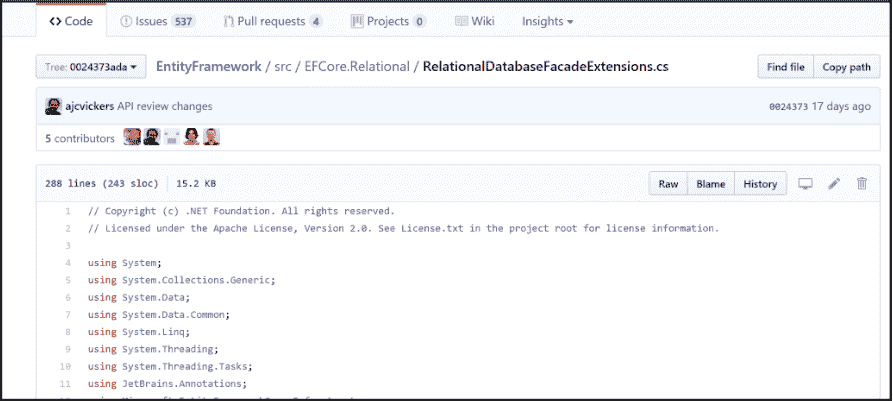 Code Issues 537 Pull requests 4 Projects 0 Wiki Insights
Tree: 0024373ada EntityFramework / src / EFCore.Relational / RelationalDatabaseFacadeExtensions.cs Find file Copy path
ajcvickers API review changes 0024373 17 days ago
5 contributors
288 lines (243 sloc) 15.2 KB Raw Blame History
1 // Copyright (c) .NET Foundation. All rights reserved.
2 // Licensed under the Apache License, Version 2.0. See License.txt in the project root for license information.
3
4 using System;
5 using System.Collections.Generic;
6 using System.Data;
7 using System.Data.Common;
8 using System.Linq;
9 using System.Threading;
10 using System.Threading.Tasks;
11 using JetBrains.Annotations;